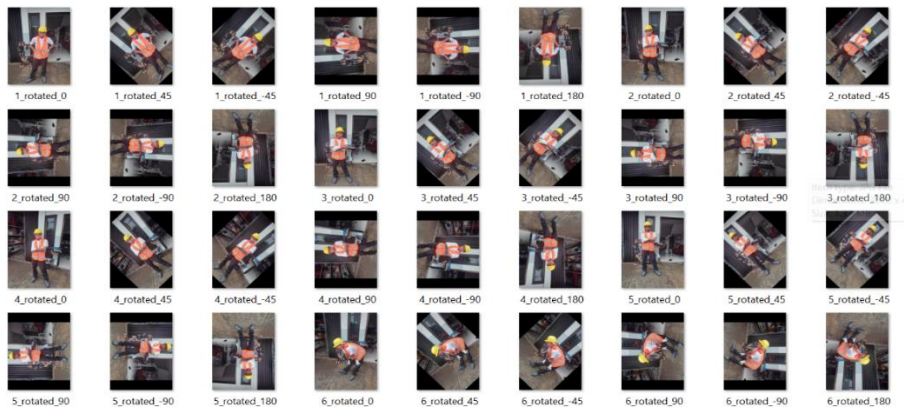 1_rotated_0 1_rotated_45 1_rotated_-45 1_rotated_90 1_rotated_-90 1_rotated_180 2_rotated_0 2_rotated_45 2_rotated_-45
2_rotated_90 2_rotated_-90 2_rotated_180 3_rotated_0 3_rotated_45 3_rotated_-45 3_rotated_90 3_rotated_-90 3_rotated_180
4_rotated_0 4_rotated_45 4_rotated_-45 4_rotated_90 4_rotated_-90 4_rotated_180 5_rotated_0 5_rotated_45 5_rotated_-45
5_rotated_90 5_rotated_-90 5_rotated_180 6_rotated_0 6_rotated_45 6_rotated_-45 6_rotated_90 6_rotated_-90 6_rotated_180